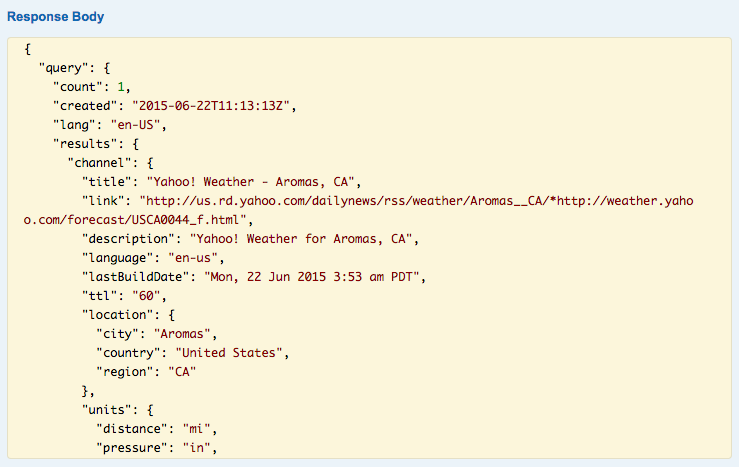 Response Body
{
"query": {
"count": 1,
"created": "2015-06-22T11:13:13Z",
"lang": "en-US",
"results": {
"channel": {
"title": "Yahoo! Weather - Aromas, CA",
"link": "http://us.rd.yahoo.com/dailynews/rss/weather/Aromas__CA/*http://weather.yaho
o.com/forecast/USCA0044_f.html",
"description": "Yahoo! Weather for Aromas, CA",
"language": "en-us",
"lastBuildDate": "Mon, 22 Jun 2015 3:53 am PDT",
"ttl": "60",
"location": {
"city": "Aromas",
"country": "United States",
"region": "CA"
},
"units": {
"distance": "mi",
"pressure": "in",